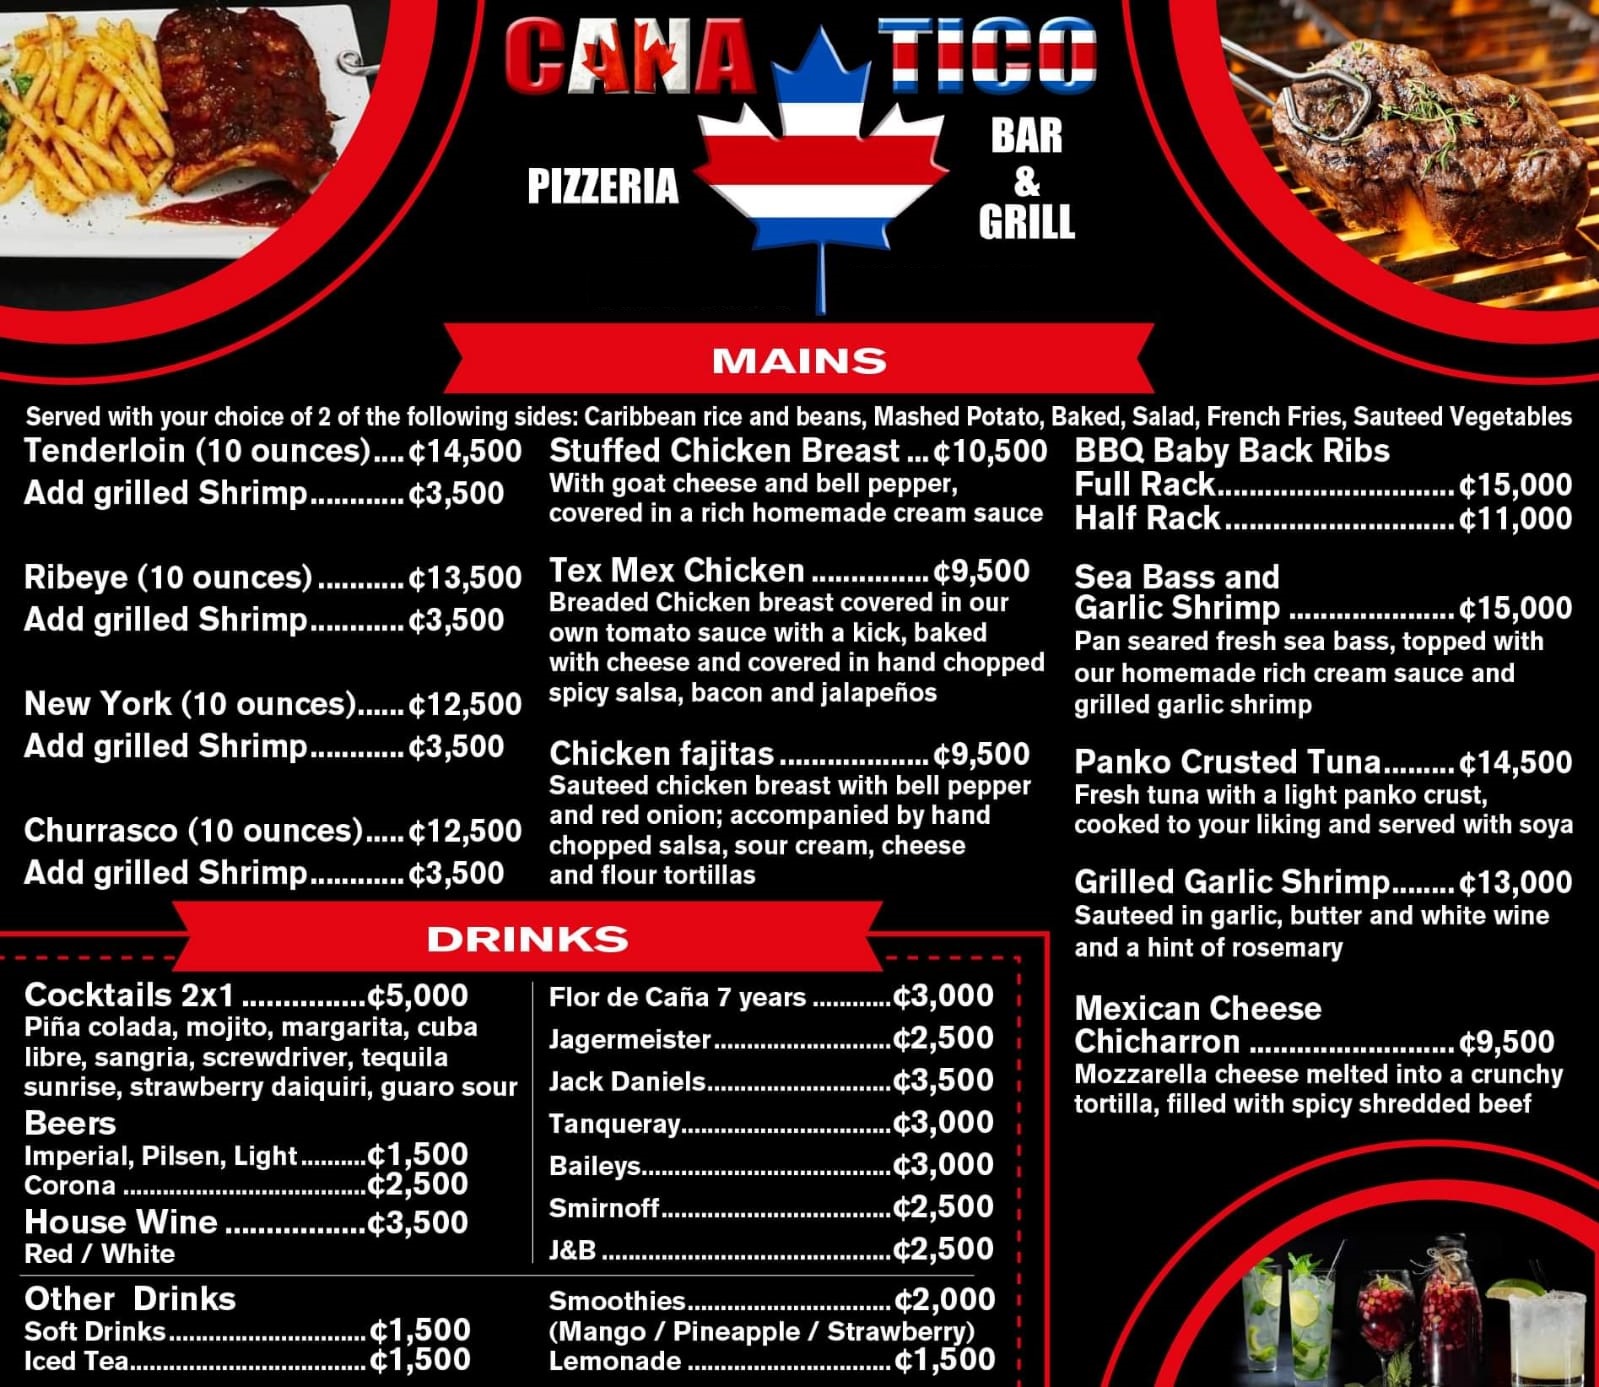 CANA TICO
PIZZERIA
BAR
&
GRILL
MAINS
Served with your choice of 2 of the following sides: Caribbean rice and beans, Mashed Potato, Baked, Salad, French Fries, Sauteed Vegetables
Tenderloin (10 ounces)....¢14,500
Add grilled Shrimp............¢3,500
Ribeye (10 ounces)...........¢13,500
Add grilled Shrimp............¢3,500
New York (10 ounces)......¢12,500
Add grilled Shrimp............¢3,500
Churrasco (10 ounces).....¢12,500
Add grilled Shrimp............¢3,500
Stuffed Chicken Breast ...¢10,500
With goat cheese and bell pepper,
covered in a rich homemade cream sauce
Tex Mex Chicken ...............¢9,500
Breaded Chicken breast covered in our
own tomato sauce with a kick, baked
with cheese and covered in hand chopped
spicy salsa, bacon and jalapeños
Chicken fajitas ...................¢9,500
Sauteed chicken breast with bell pepper
and red onion; accompanied by hand
chopped salsa, sour cream, cheese
and flour tortillas
BBQ Baby Back Ribs
Full Rack..............................¢15,000
Half Rack.............................¢11,000
Sea Bass and
Garlic Shrimp .....................¢15,000
Pan seared fresh sea bass, topped with
our homemade rich cream sauce and
grilled garlic shrimp
Panko Crusted Tuna.........¢14,500
Fresh tuna with a light panko crust,
cooked to your liking and served with soya
Grilled Garlic Shrimp........¢13,000
Sauteed in garlic, butter and white wine
and a hint of rosemary
Mexican Cheese
Chicharron ..........................¢9,500
Mozzarella cheese melted into a crunchy
tortilla, filled with spicy shredded beef
DRINKS
Cocktails 2x1 ...............¢5,000
Piña colada, mojito, margarita, cuba
libre, sangria, screwdriver, tequila
sunrise, strawberry daiquiri, guaro sour
Beers
Imperial, Pilsen, Light..........¢1,500
Corona .....................................¢2,500
House Wine .................¢3,500
Red / White
Flor de Caña 7 years ............¢3,000
Jagermeister...........................¢2,500
Jack Daniels............................¢3,500
Tanqueray................................¢3,000
Baileys......................................¢3,000
Smirnoff...................................¢2,500
J&B ............................................¢2,500
Other Drinks
Soft Drinks..............................¢1,500
Iced Tea....................................¢1,500
Smoothies...............................¢2,000
(Mango / Pineapple / Strawberry)
Lemonade ...............................¢1,500